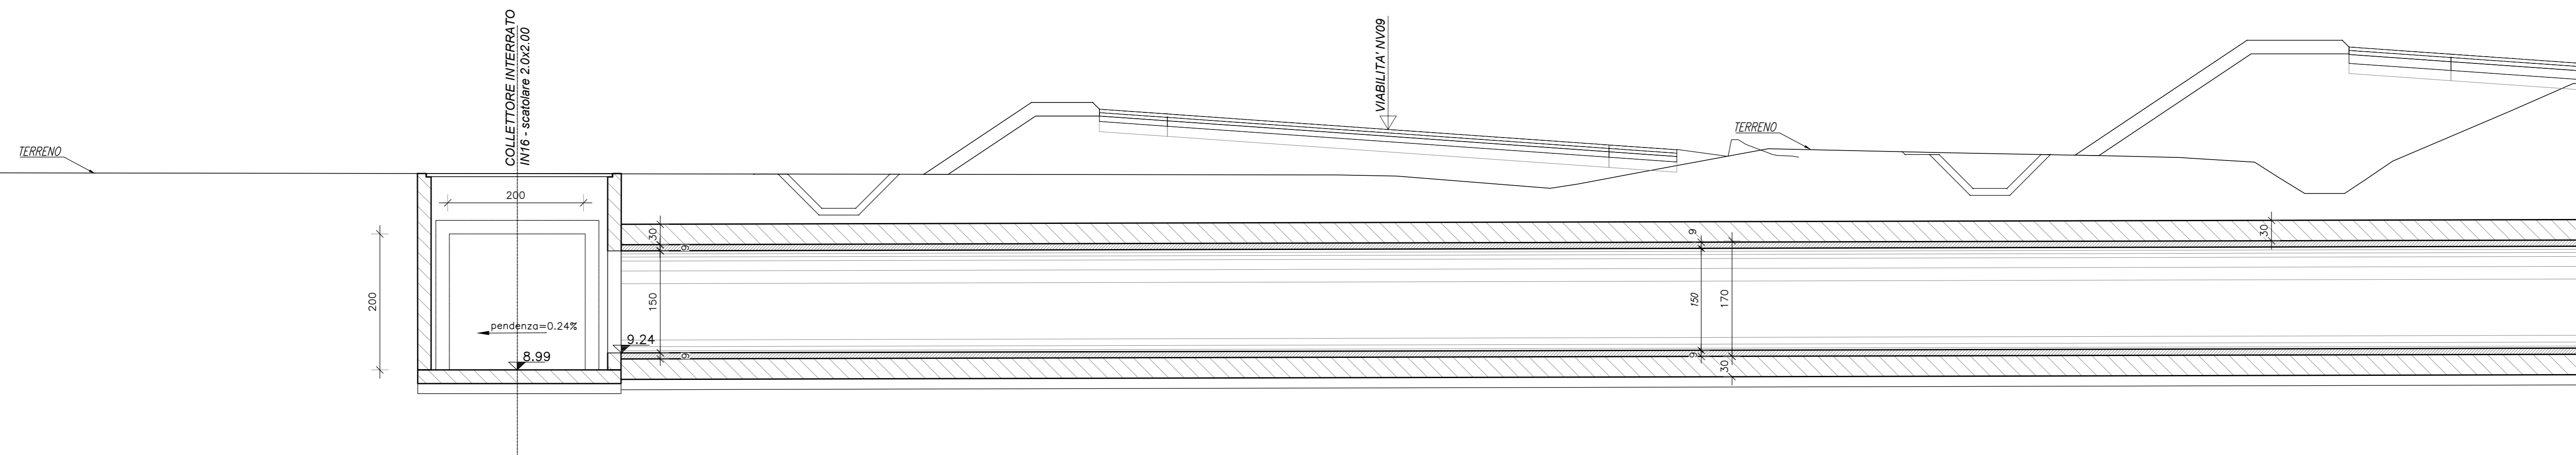 COLLETTORE INTERRATO
IN16 - scatolare 2.0x2.00
VIABILITA' NV09
TERRENO
TERRENO
200
200
pendenza=0.24%
8.99
9.24
30
9
150
9
9
150
9
170
30
30